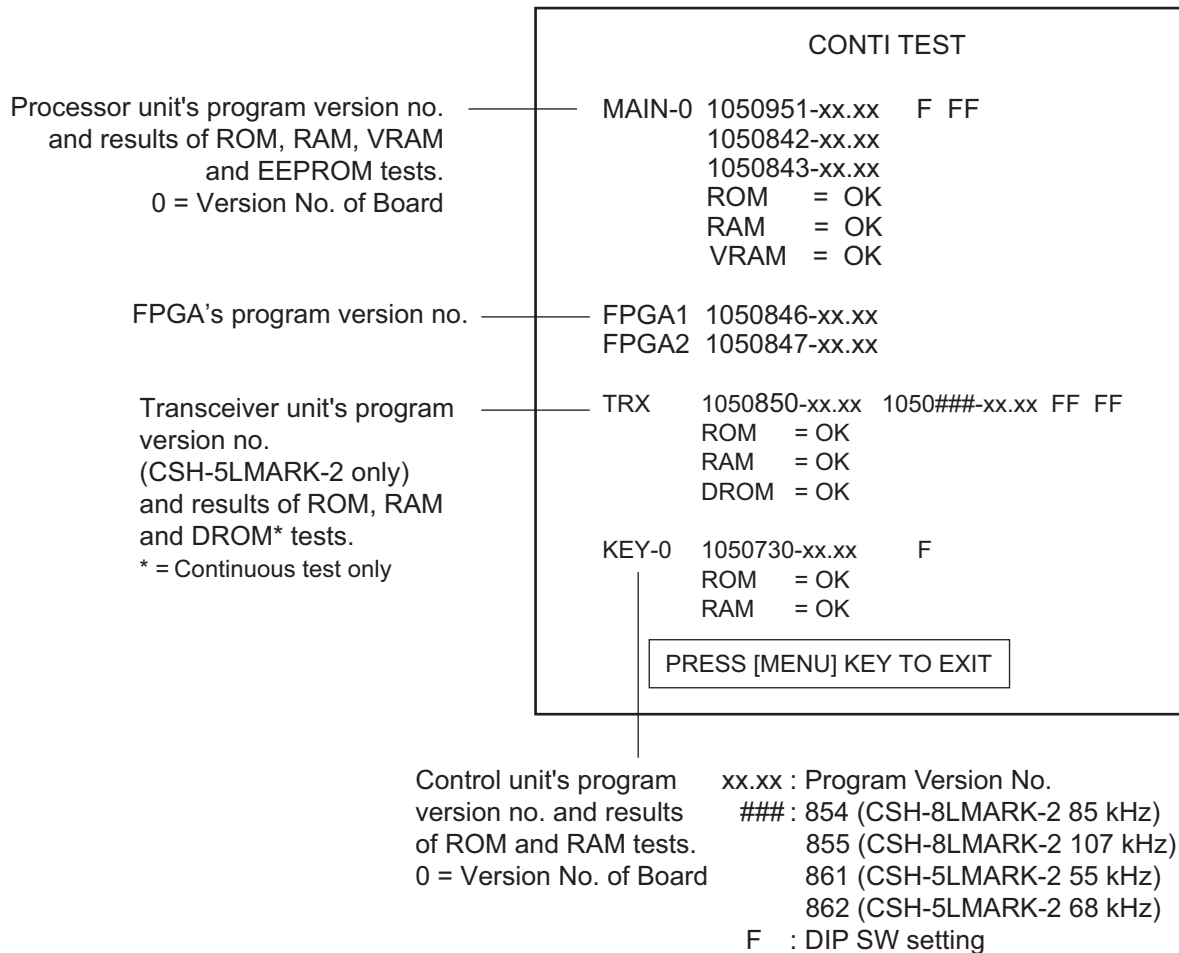 CONTI TEST
Processor unit's program version no.
and results of ROM, RAM, VRAM
and EEPROM tests.
0 = Version No. of Board
MAIN-0 1050951-xx.xx F FF
1050842-xx.xx
1050843-xx.xx
ROM = OK
RAM = OK
VRAM = OK
FPGA’s program version no.
FPGA1 1050846-xx.xx
FPGA2 1050847-xx.xx
Transceiver unit's program
version no.
(CSH-5LMARK-2 only)
and results of ROM, RAM
and DROM* tests.
* = Continuous test only
TRX 1050850-xx.xx 1050###-xx.xx FF FF
ROM = OK
RAM = OK
DROM = OK
KEY-0 1050730-xx.xx F
ROM = OK
RAM = OK
PRESS [MENU] KEY TO EXIT
Control unit's program
version no. and results
of ROM and RAM tests.
0 = Version No. of Board
xx.xx : Program Version No.
### : 854 (CSH-8LMARK-2 85 kHz)
855 (CSH-8LMARK-2 107 kHz)
861 (CSH-5LMARK-2 55 kHz)
862 (CSH-5LMARK-2 68 kHz)
F : DIP SW setting